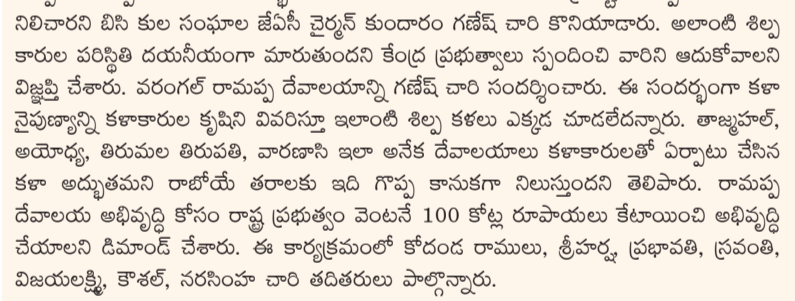 నిలిచారని బిసి కుల సంఘాల జేఏసీ చైర్మన్ కుందారం గణేష్ చారి కొనియాడారు. అలాంటి శిల్ప
కారుల పరిస్థితి దయనీయంగా మారుతుందని కేంద్ర ప్రభుత్వాలు స్పందించి వారిని ఆదుకోవాలని
విజ్ఞప్తి చేశారు. వరంగల్ రామప్ప దేవాలయాన్ని గణేష్ చారి సందర్శించారు. ఈ సందర్భంగా కళా
నైపుణ్యాన్ని కళాకారుల కృషిని వివరిస్తూ ఇలాంటి శిల్ప కళలు ఎక్కడ చూడలేదన్నారు. తాజ్మహల్,
అయోధ్య, తిరుమల తిరుపతి, వారణాసి ఇలా అనేక దేవాలయాలు కళాకారులతో ఏర్పాటు చేసిన
కళా అద్భుతమని రాబోయే తరాలకు ఇది గొప్ప కానుకగా నిలుస్తుందని తెలిపారు. రామప్ప
దేవాలయ అభివృద్ధి కోసం రాష్ట్ర ప్రభుత్వం వెంటనే 100 కోట్ల రూపాయలు కేటాయించి అభివృద్ధి
చేయాలని డిమాండ్ చేశారు. ఈ కార్యక్రమంలో కోదండ రాములు, శ్రీహర్ష, ప్రభావతి, స్రవంతి,
విజయలక్ష్మి, కౌశల్, నరసింహ చారి తదితరులు పాల్గొన్నారు.